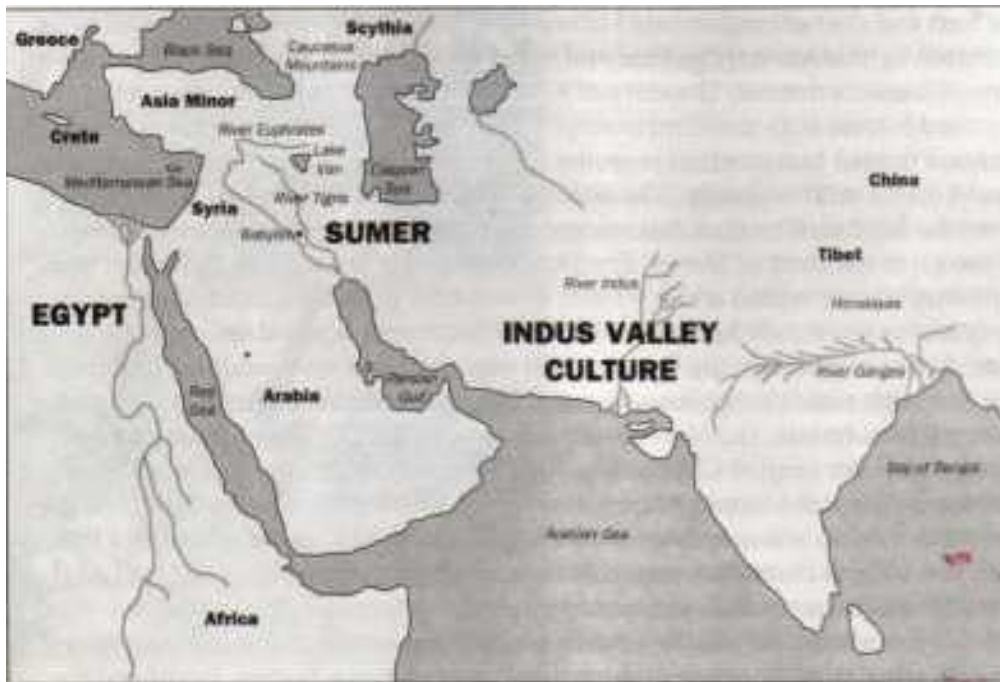 Greece
Scythia
Black Sea
Caucasus
Mountains
Asia Minor
Crete
River Euphrates
Lake
Van
Caspian
Sea
Mediterranean Sea
River Tigris
Syria
China
Babylon
SUMER
Tibet
River Indus
Himalayas
EGYPT
INDUS VALLEY
CULTURE
River Ganges
Red
Sea
Arabia
Persian
Gulf
Bay of Bengal
Arabian Sea
Africa